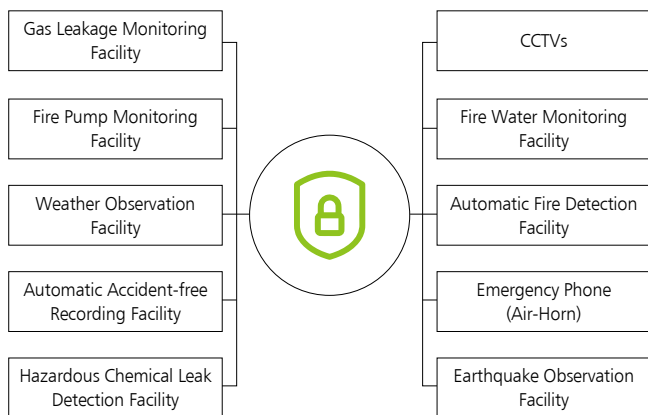 Gas Leakage Monitoring
Facility
Fire Pump Monitoring
Facility
Weather Observation
Facility
Automatic Accident-free
Recording Facility
Hazardous Chemical Leak
Detection Facility
CCTVs
Fire Water Monitoring
Facility
Automatic Fire Detection
Facility
Emergency Phone
(Air-Horn)
Earthquake Observation
Facility